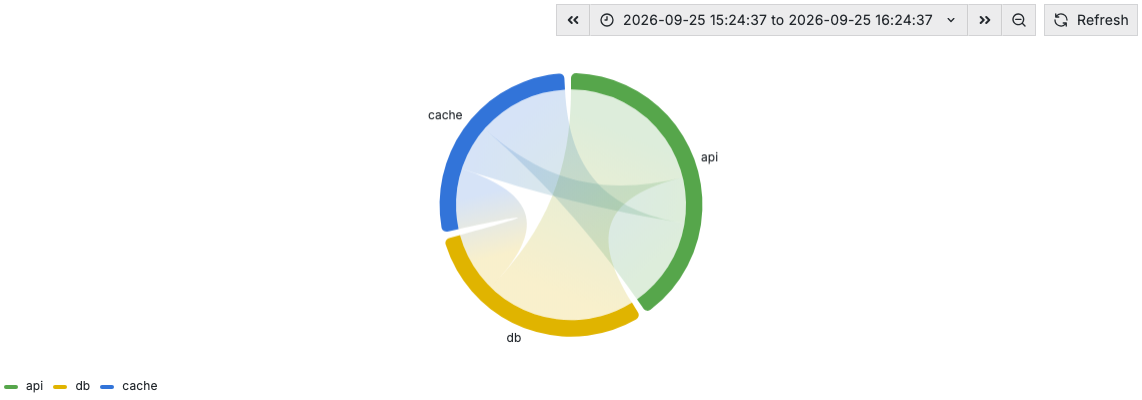 2026-09-25 15:24:37 to 2026-09-25 16:24:37
Refresh
cache
api
db
api db cache